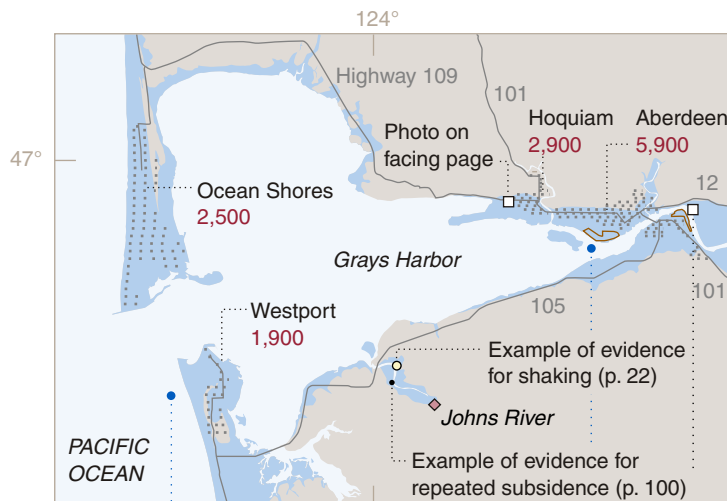 124°
Highway 109
101
Hoquiam
2,900
Aberdeen
5,900
Photo on
facing page
47°
12
Ocean Shores
2,500
Grays Harbor
101
105
Westport
1,900
Example of evidence
for shaking (p. 22)
Johns River
PACIFIC
OCEAN
Example of evidence for
repeated subsidence (p. 100)